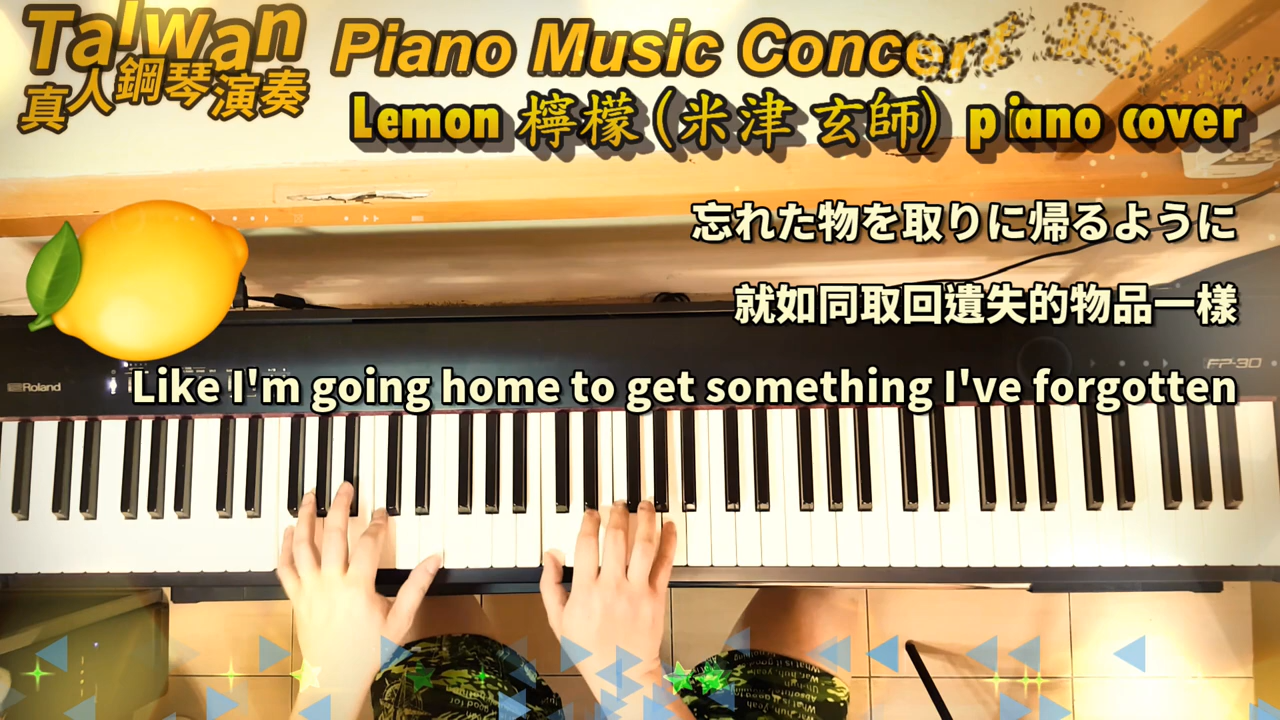 Taiwan
真人鋼琴演奏
Piano Music Concert
Lemon 檸檬(米津 玄師) piano cover
忘れた物を取りに帰るように
就如同取回遺失的物品一樣
Like I'm going home to get something I've forgotten
Roland
FP-30